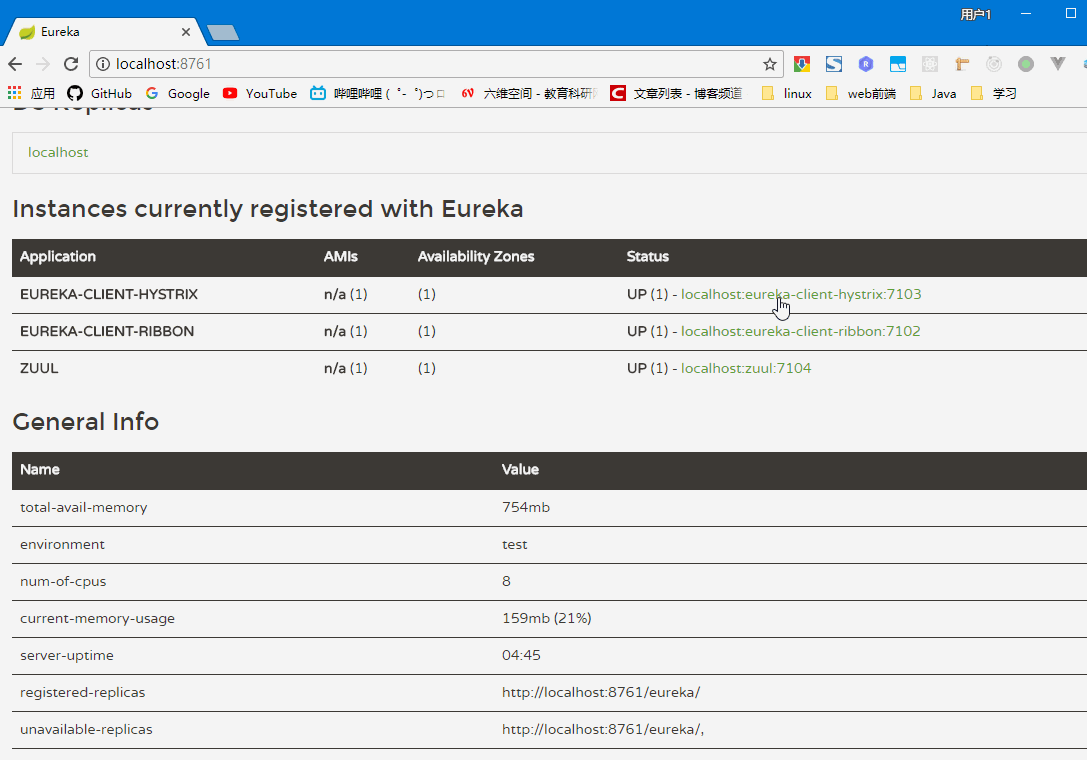 用户1
Eureka
localhost:8761
应用 GitHub Google YouTube 哔哩哔哩 ( ゜- ゜)つロ 六维空间 - 教育科研 文章列表 - 博客频道 linux web前端 Java 学习
DS Replicas
localhost
Instances currently registered with Eureka
Application AMIs Availability Zones Status
EUREKA-CLIENT-HYSTRIX n/a (1) (1) UP (1) - localhost:eureka-client-hystrix:7103
EUREKA-CLIENT-RIBBON n/a (1) (1) UP (1) - localhost:eureka-client-ribbon:7102
ZUUL n/a (1) (1) UP (1) - localhost:zuul:7104
General Info
Name Value
total-avail-memory 754mb
environment test
num-of-cpus 8
current-memory-usage 159mb (21%)
server-uptime 04:45
registered-replicas http://localhost:8761/eureka/
unavailable-replicas http://localhost:8761/eureka/,